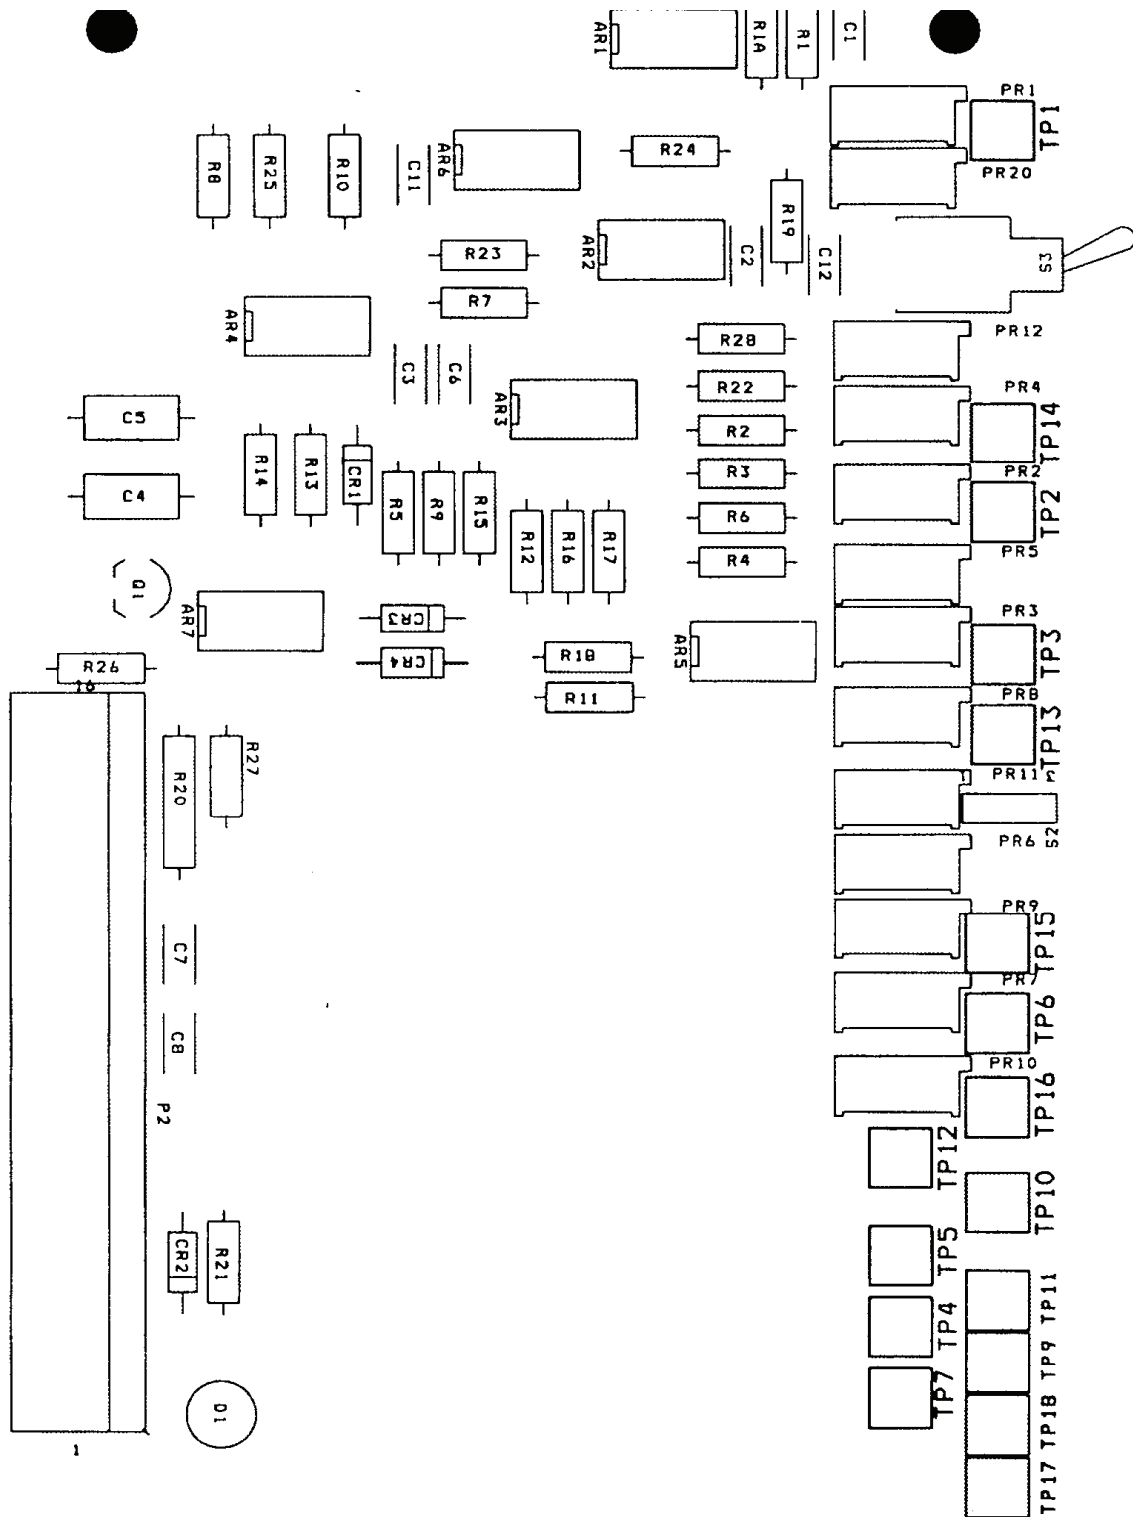 AR1
R1A
R1
C1
PR1
TP1
PR20
R8
R25
R10
C11
AR6
R24
R19
AR2
C2
C12
S3
R23
R7
AR4
C3
C6
AR3
R28
PR12
R22
PR4
TP14
C5
R2
R14
R13
CR1
R3
PR2
TP2
C4
R5
R9
R15
R6
R12
R16
R17
R4
PR5
Q1
AR7
CR3
CR4
PR3
TP3
R26
16
R18
AR5
R11
PR8
TP13
R20
R27
PR11
S2
PR6
PR9
TP15
C7
PR7
TP6
C8
PR10
TP16
P2
TP12
TP10
CR2
R21
TP5
TP11
TP4
TP9
D1
TP7
TP18
1
TP17